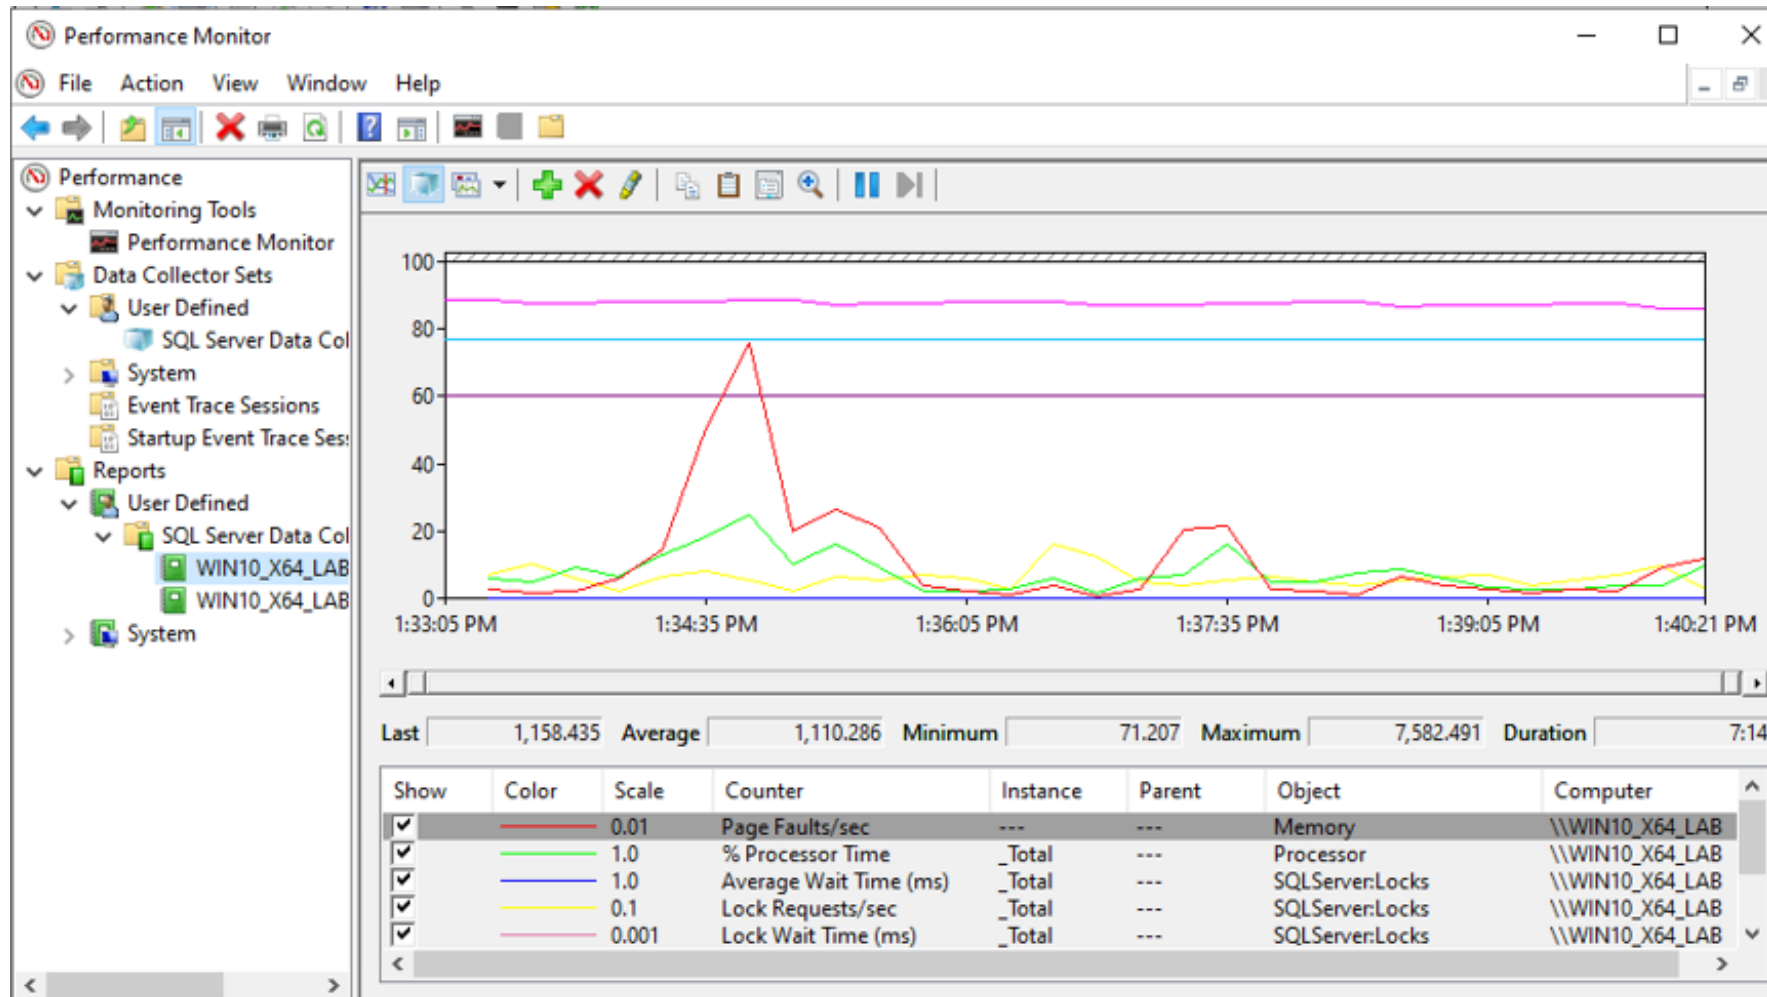 Performance Monitor
File Action View Window Help
Performance
Monitoring Tools
Performance Monitor
Data Collector Sets
User Defined
SQL Server Data Col
System
Event Trace Sessions
Startup Event Trace Ses
Reports
User Defined
SQL Server Data Col
WIN10_X64_LAB
WIN10_X64_LAB
System
100
80
60
40
20
0
1:33:05 PM 1:34:35 PM 1:36:05 PM 1:37:35 PM 1:39:05 PM 1:40:21 PM
Last 1,158.435 Average 1,110.286 Minimum 71.207 Maximum 7,582.491 Duration 7:14
Show Color Scale Counter Instance Parent Object Computer
0.01 Page Faults/sec --- --- Memory \\WIN10_X64_LAB
1.0 % Processor Time _Total --- Processor \\WIN10_X64_LAB
1.0 Average Wait Time (ms) _Total --- SQLServer:Locks \\WIN10_X64_LAB
0.1 Lock Requests/sec _Total --- SQLServer:Locks \\WIN10_X64_LAB
0.001 Lock Wait Time (ms) _Total --- SQLServer:Locks \\WIN10_X64_LAB